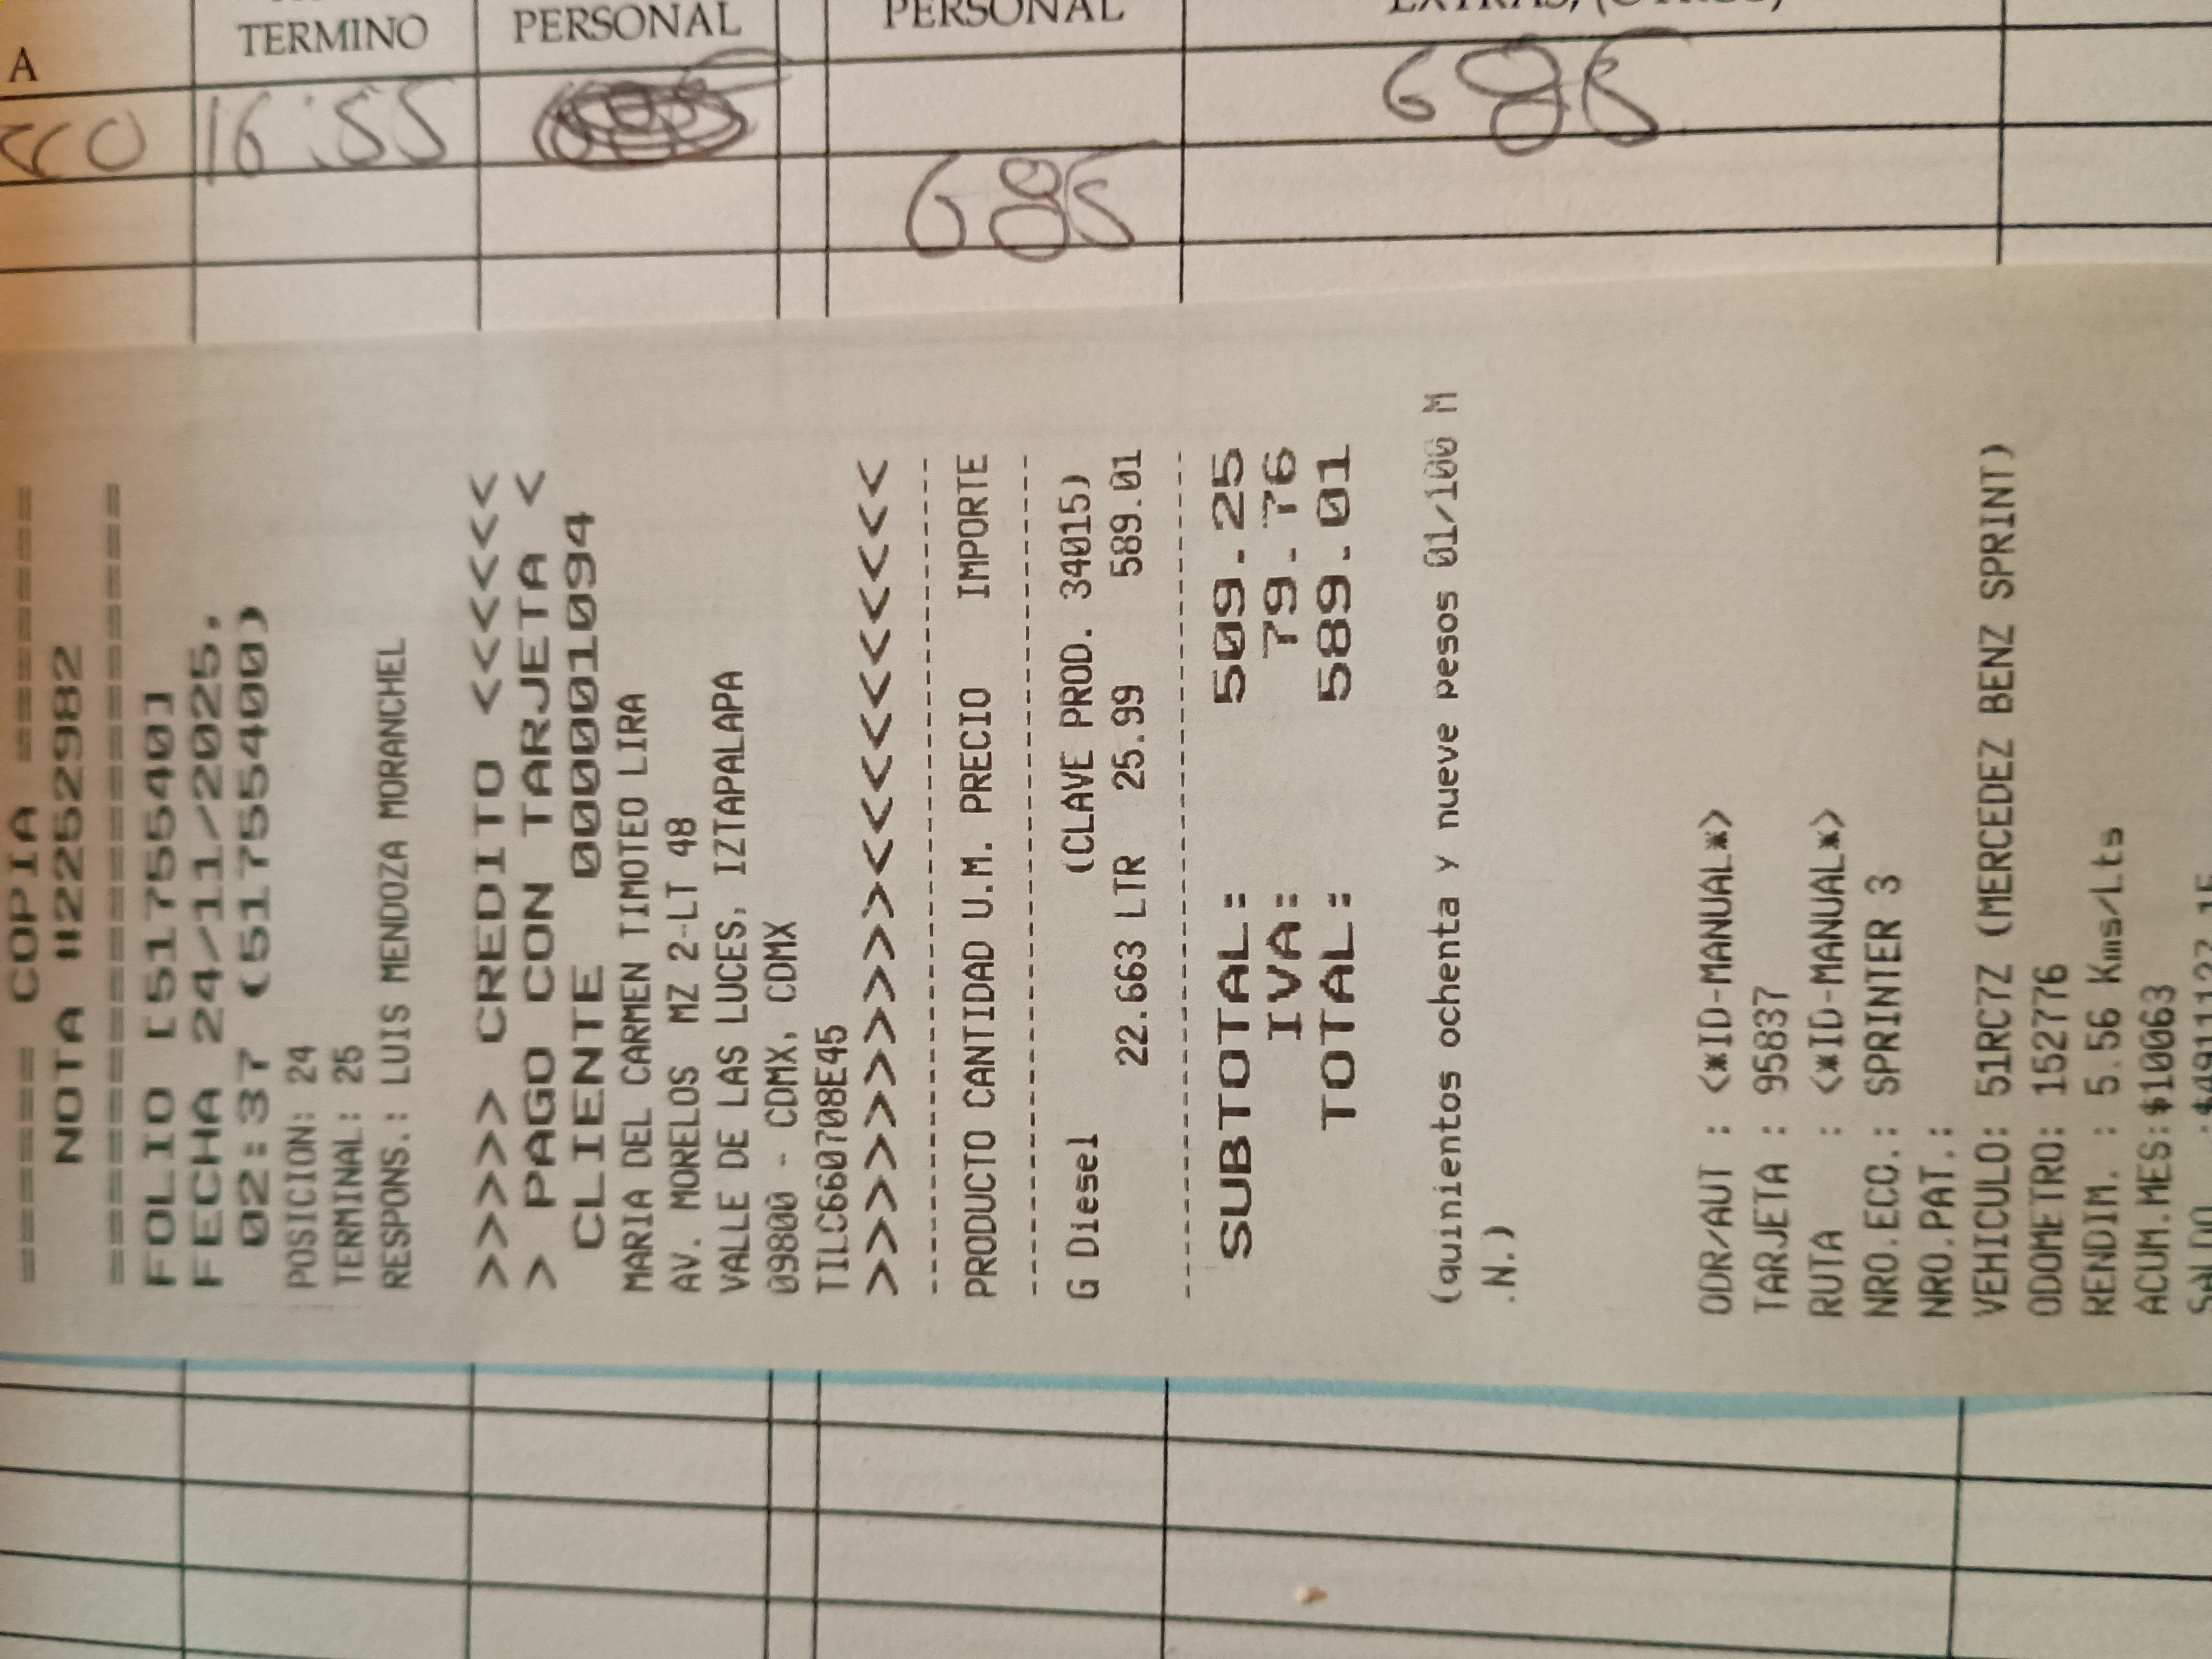 A
TERMINO
PERSONAL
PERSONAL
16:55
685
685
====== COPIA ======
NOTA #2252982
FOLIO [51755540]
FECHA 24/11/2025,
02:37 (517555400)
POSICION: 24
TERMINAL: 25
RESPONS.: LUIS MENDOZA MORANCHEL
>>>>> CREDITO <<<<<<
> PAGO CON TARJETA <
CLIENTE 0000001094
MARIA DEL CARMEN TIMOTEO LIRA
AV. MORELOS MZ 2-LT 48
VALLE DE LAS LUCES, IZTAPALAPA
09800 - CDMX, CDMX
TILC660708E45
>>>>>>>>>><<<<<<<<<<
PRODUCTO CANTIDAD U.M. PRECIO IMPORTE
G Diesel (CLAVE PROD. 34015)
22.663 LTR 25.99 589.01
SUBTOTAL: 509.25
IVA: 79.76
TOTAL: 589.01
(quinientos ochenta y nueve pesos 01/100 M
.N.)
ODR/AUT : <*ID-MANUAL*>
TARJETA : 95837
RUTA : <*ID-MANUAL*>
NRO.ECO.: SPRINTER 3
NRO.PAT.:
VEHICULO: 51RC7Z (MERCEDEZ BENZ SPRINT)
ODOMETRO: 152776
RENDIM. : 5.56 Kms/Lts
ACUM.MES:$10063